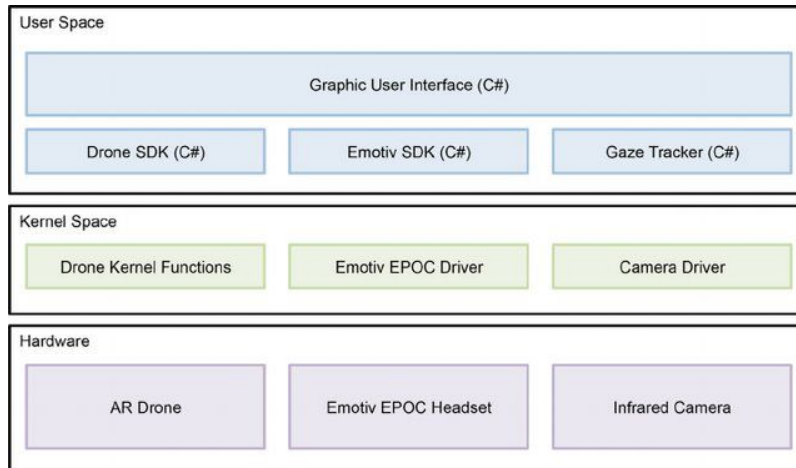 User Space
Graphic User Interface (C#)
Drone SDK (C#)
Emotiv SDK (C#)
Gaze Tracker (C#)
Kernel Space
Drone Kernel Functions
Emotiv EPOC Driver
Camera Driver
Hardware
AR Drone
Emotiv EPOC Headset
Infrared Camera